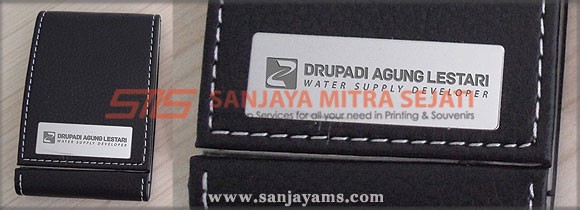 DRUPADI AGUNG LESTARI
WATER SUPPLY DEVELOPER
DRUPADI AGUNG LESTARI
WATER SUPPLY DEVELOPER
SMS SANJAYA MITRA SEJATI
Services for all your need in Printing & Souvenirs
www.sanjayams.com